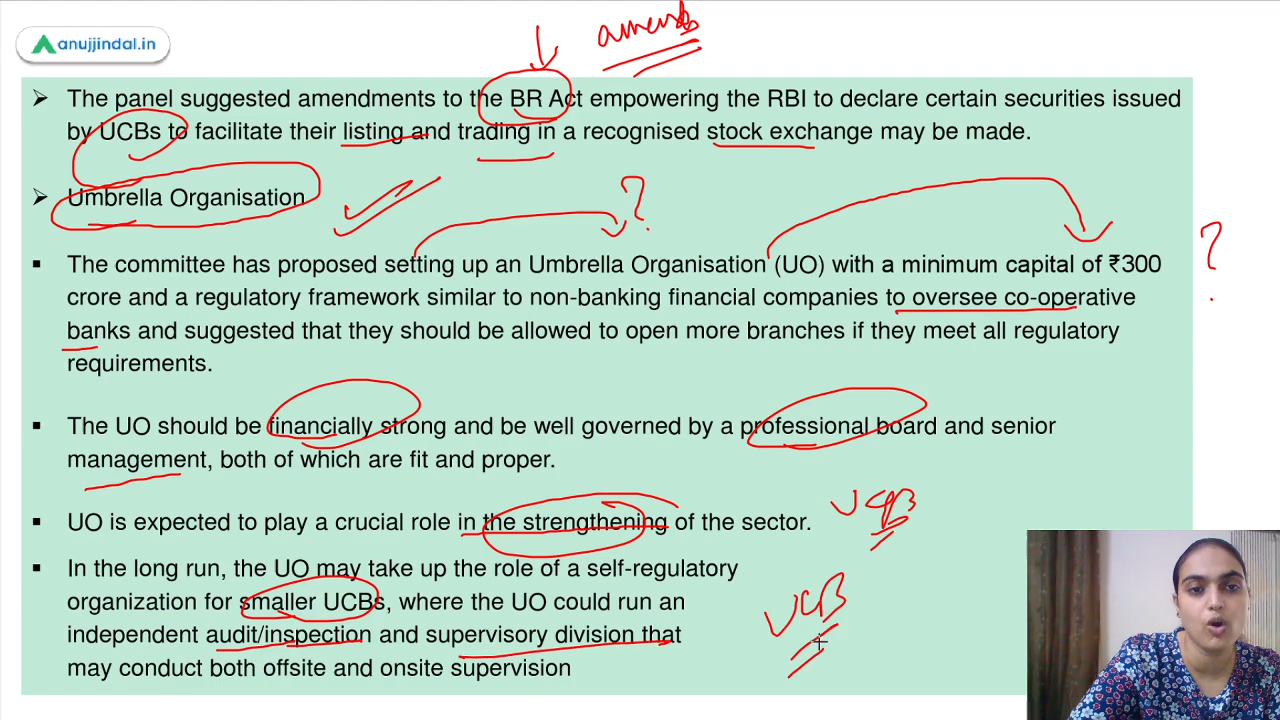 anujjindal.in
amend
The panel suggested amendments to the BR Act empowering the RBI to declare certain securities issued
by UCBs to facilitate their listing and trading in a recognised stock exchange may be made.
Umbrella Organisation
?
?
The committee has proposed setting up an Umbrella Organisation (UO) with a minimum capital of ₹300
crore and a regulatory framework similar to non-banking financial companies to oversee co-operative
banks and suggested that they should be allowed to open more branches if they meet all regulatory
requirements.
The UO should be financially strong and be well governed by a professional board and senior
management, both of which are fit and proper.
UO is expected to play a crucial role in the strengthening of the sector.
UCB
In the long run, the UO may take up the role of a self-regulatory
organization for smaller UCBs, where the UO could run an
independent audit/inspection and supervisory division that
may conduct both offsite and onsite supervision
UCB